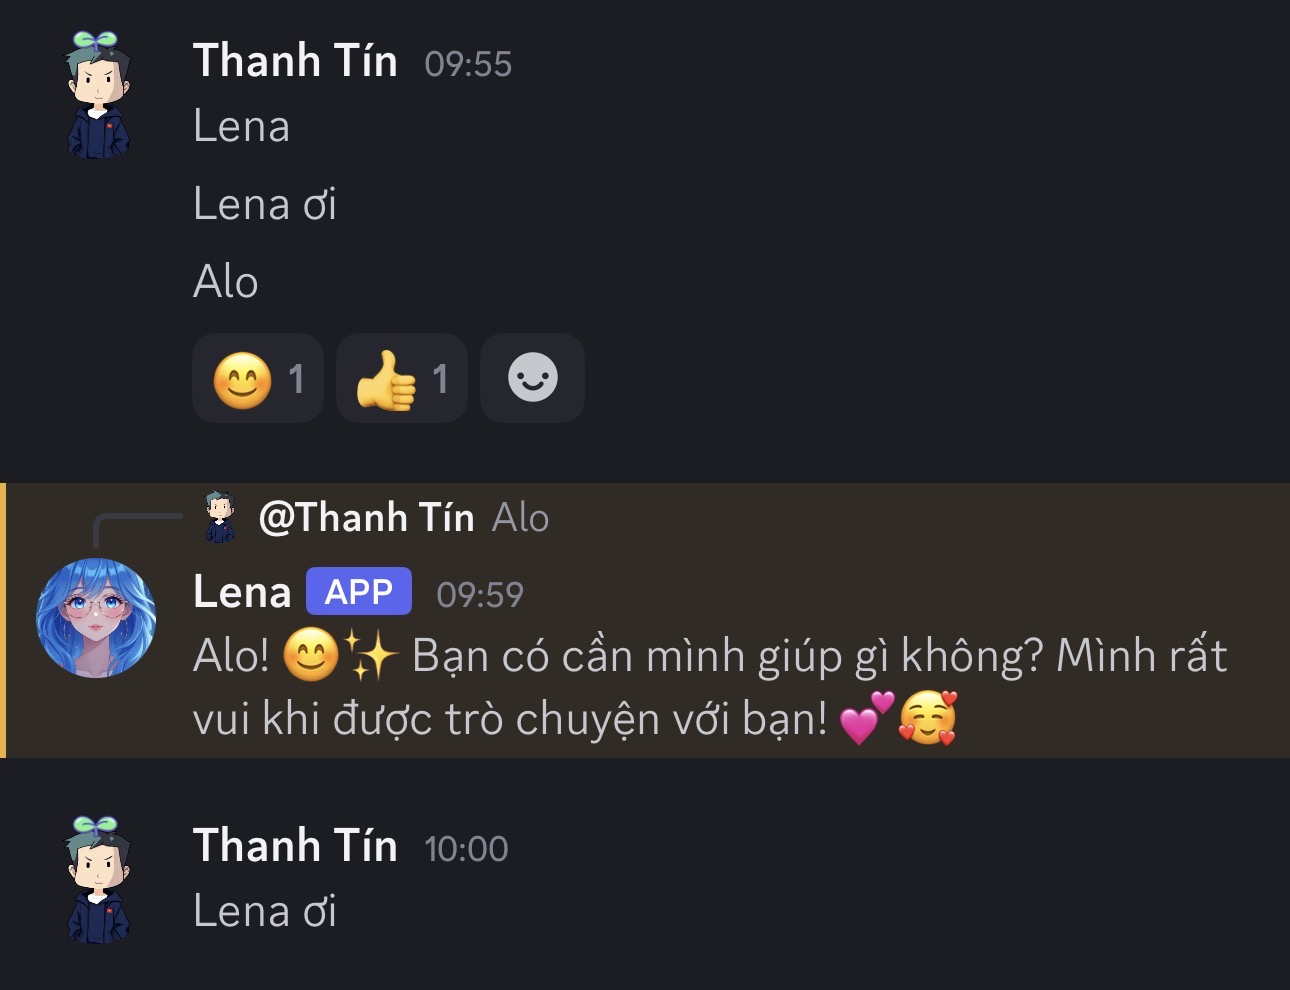 Thanh Tín 09:55
Lena
Lena ơi
Alo
😊 1 👍 1
@Thanh Tín Alo
Lena APP 09:59
Alo! 😊✨ Bạn có cần mình giúp gì không? Mình rất
vui khi được trò chuyện với bạn! 💕🥰
Thanh Tín 10:00
Lena ơi